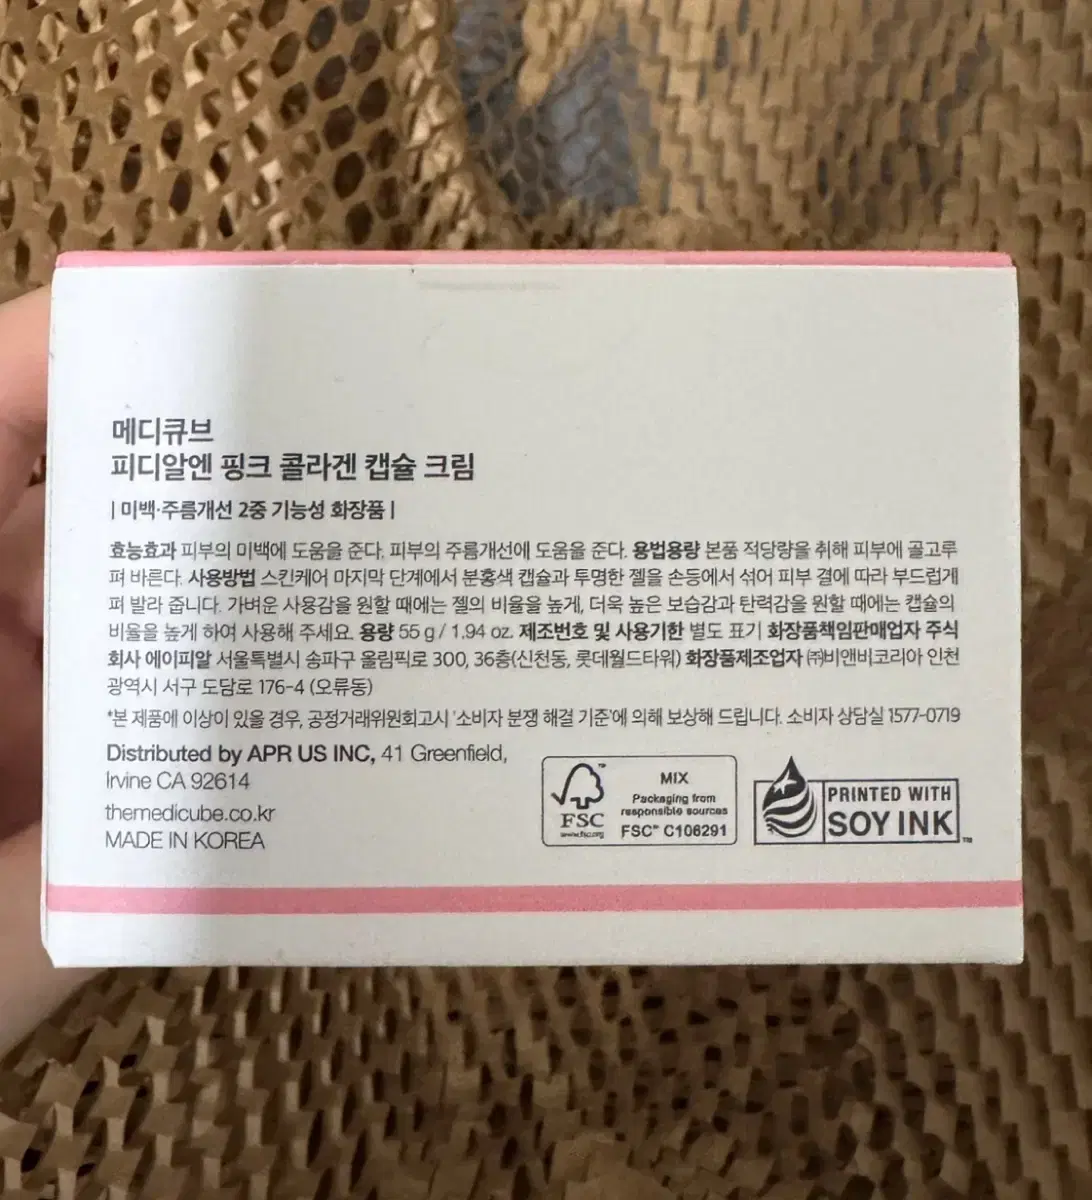 메디큐브
피디알엔 핑크 콜라겐 캡슐 크림
| 미백·주름개선 2중 기능성 화장품 |
효능효과 피부의 미백에 도움을 준다. 피부의 주름개선에 도움을 준다. 용법용량 본품 적당량을 취해 피부에 골고루
펴 바른다. 사용방법 스킨케어 마지막 단계에서 분홍색 캡슐과 투명한 젤을 손등에서 섞어 피부 결에 따라 부드럽게
펴 발라 줍니다. 가벼운 사용감을 원할 때에는 젤의 비율을 높게, 더욱 높은 보습감과 탄력감을 원할 때에는 캡슐의
비율을 높게 하여 사용해 주세요. 용량 55 g / 1.94 oz. 제조번호 및 사용기한 별도 표기 화장품책임판매업자 주식
회사 에이피알 서울특별시 송파구 올림픽로 300, 36층(신천동, 롯데월드타워) 화장품제조업자 ㈜비앤비코리아 인천
광역시 서구 도담로 176-4 (오류동)
*본 제품에 이상이 있을 경우, 공정거래위원회고시 '소비자 분쟁 해결 기준'에 의해 보상해 드립니다. 소비자 상담실 1577-0719
Distributed by APR US INC, 41 Greenfield,
Irvine CA 92614
themedicube.co.kr
MADE IN KOREA
FSC™
www.fsc.org
MIX
Packaging from
responsible sources
FSC™ C106291
PRINTED WITH
SOY INK™